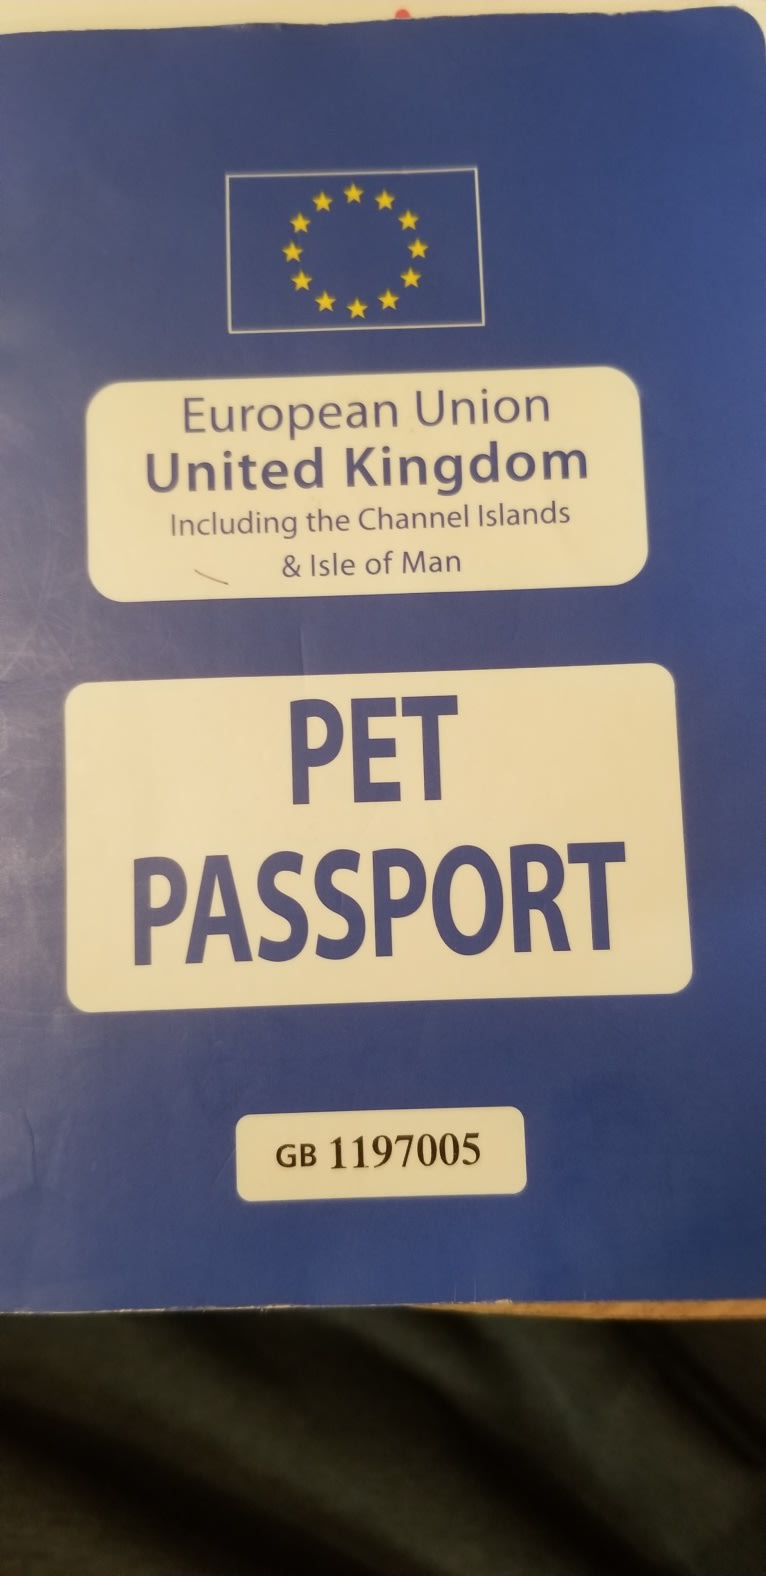 European Union
United Kingdom
Including the Channel Islands
& Isle of Man
PET
PASSPORT
GB 1197005